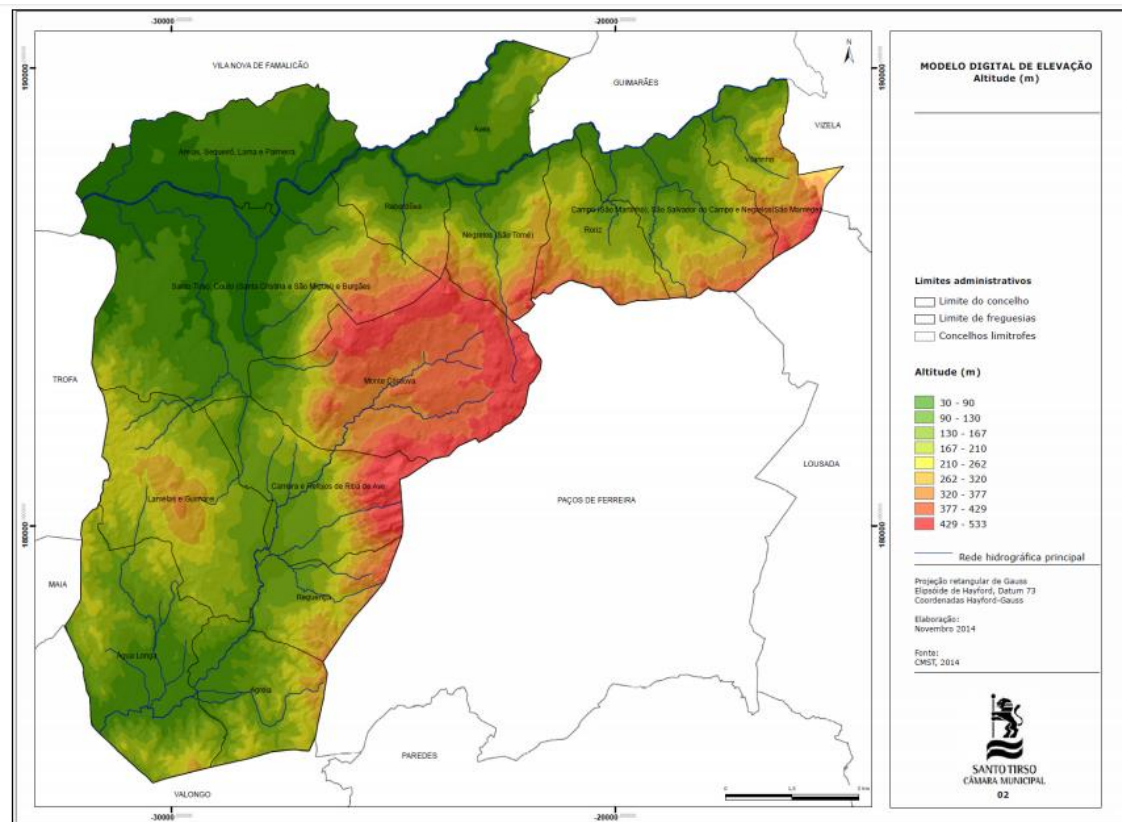 -30000
-20000
190000
190000
N
VILA NOVA DE FAMALICÃO
GUIMARÃES
VIZELA
Aves
Areias, Sequeiró, Lama e Palmeira
Vilarinho
Rebordões
Campo (São Martinho), São Salvador do Campo e Negrelos (São Mamede)
Negrelos (São Tomé)
Roriz
Santo Tirso, Couto (Santa Cristina e São Miguel) e Burgães
TROFA
Monte Córdova
LOUSADA
Lamelas e Guimarei
Carreira e Refojos de Riba de Ave
PAÇOS DE FERREIRA
180000
180000
MAIA
Reguenga
Água Longa
Agrela
PAREDES
VALONGO
0
-30000
-20000
MODELO DIGITAL DE ELEVAÇÃO
Altitude (m)
Limites administrativos
Limite do concelho
Limite de freguesias
Concelhos limítrofes
Altitude (m)
30 - 90
90 - 130
130 - 167
167 - 210
210 - 262
262 - 320
320 - 377
377 - 429
429 - 533
Rede hidrográfica principal
Projeção retangular de Gauss
Elipsóide de Hayford, Datum 73
Coordenadas Hayford-Gauss
Elaboração:
Novembro 2014
Fonte:
CMST, 2014
SANTO TIRSO
CÂMARA MUNICIPAL
02